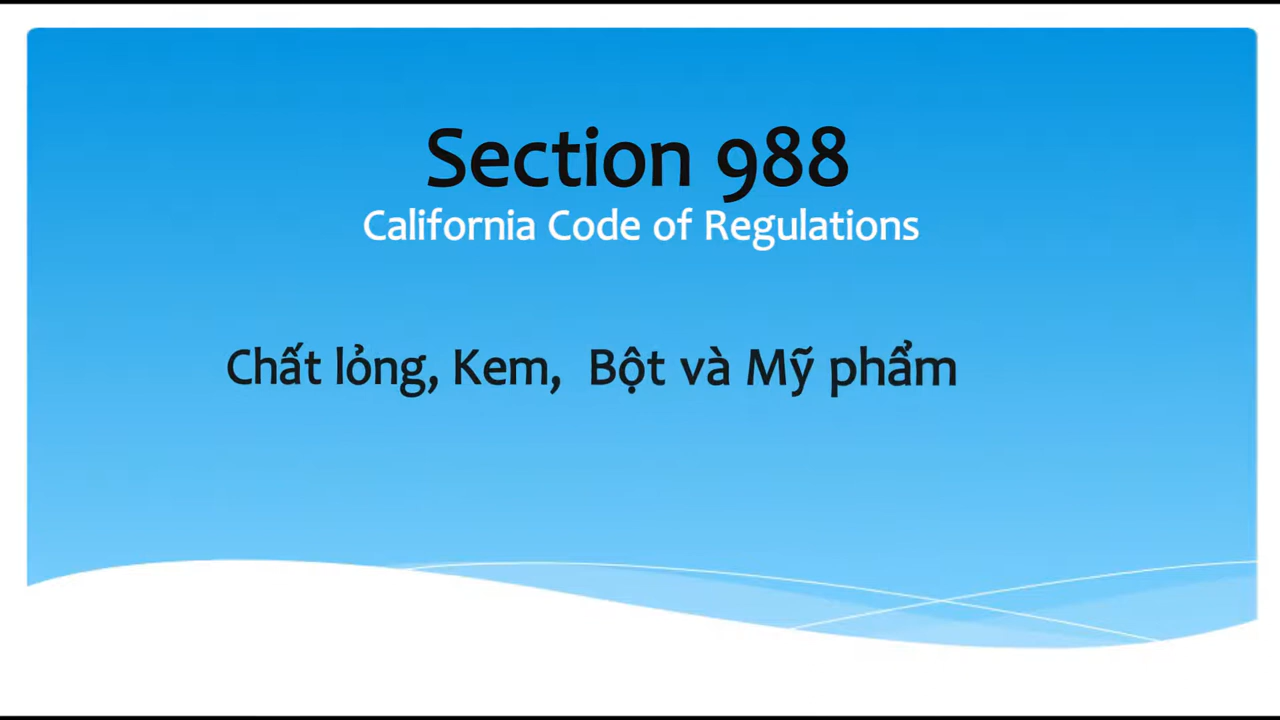 Section 988
California Code of Regulations
Chất lỏng, Kem, Bột và Mỹ phẩm